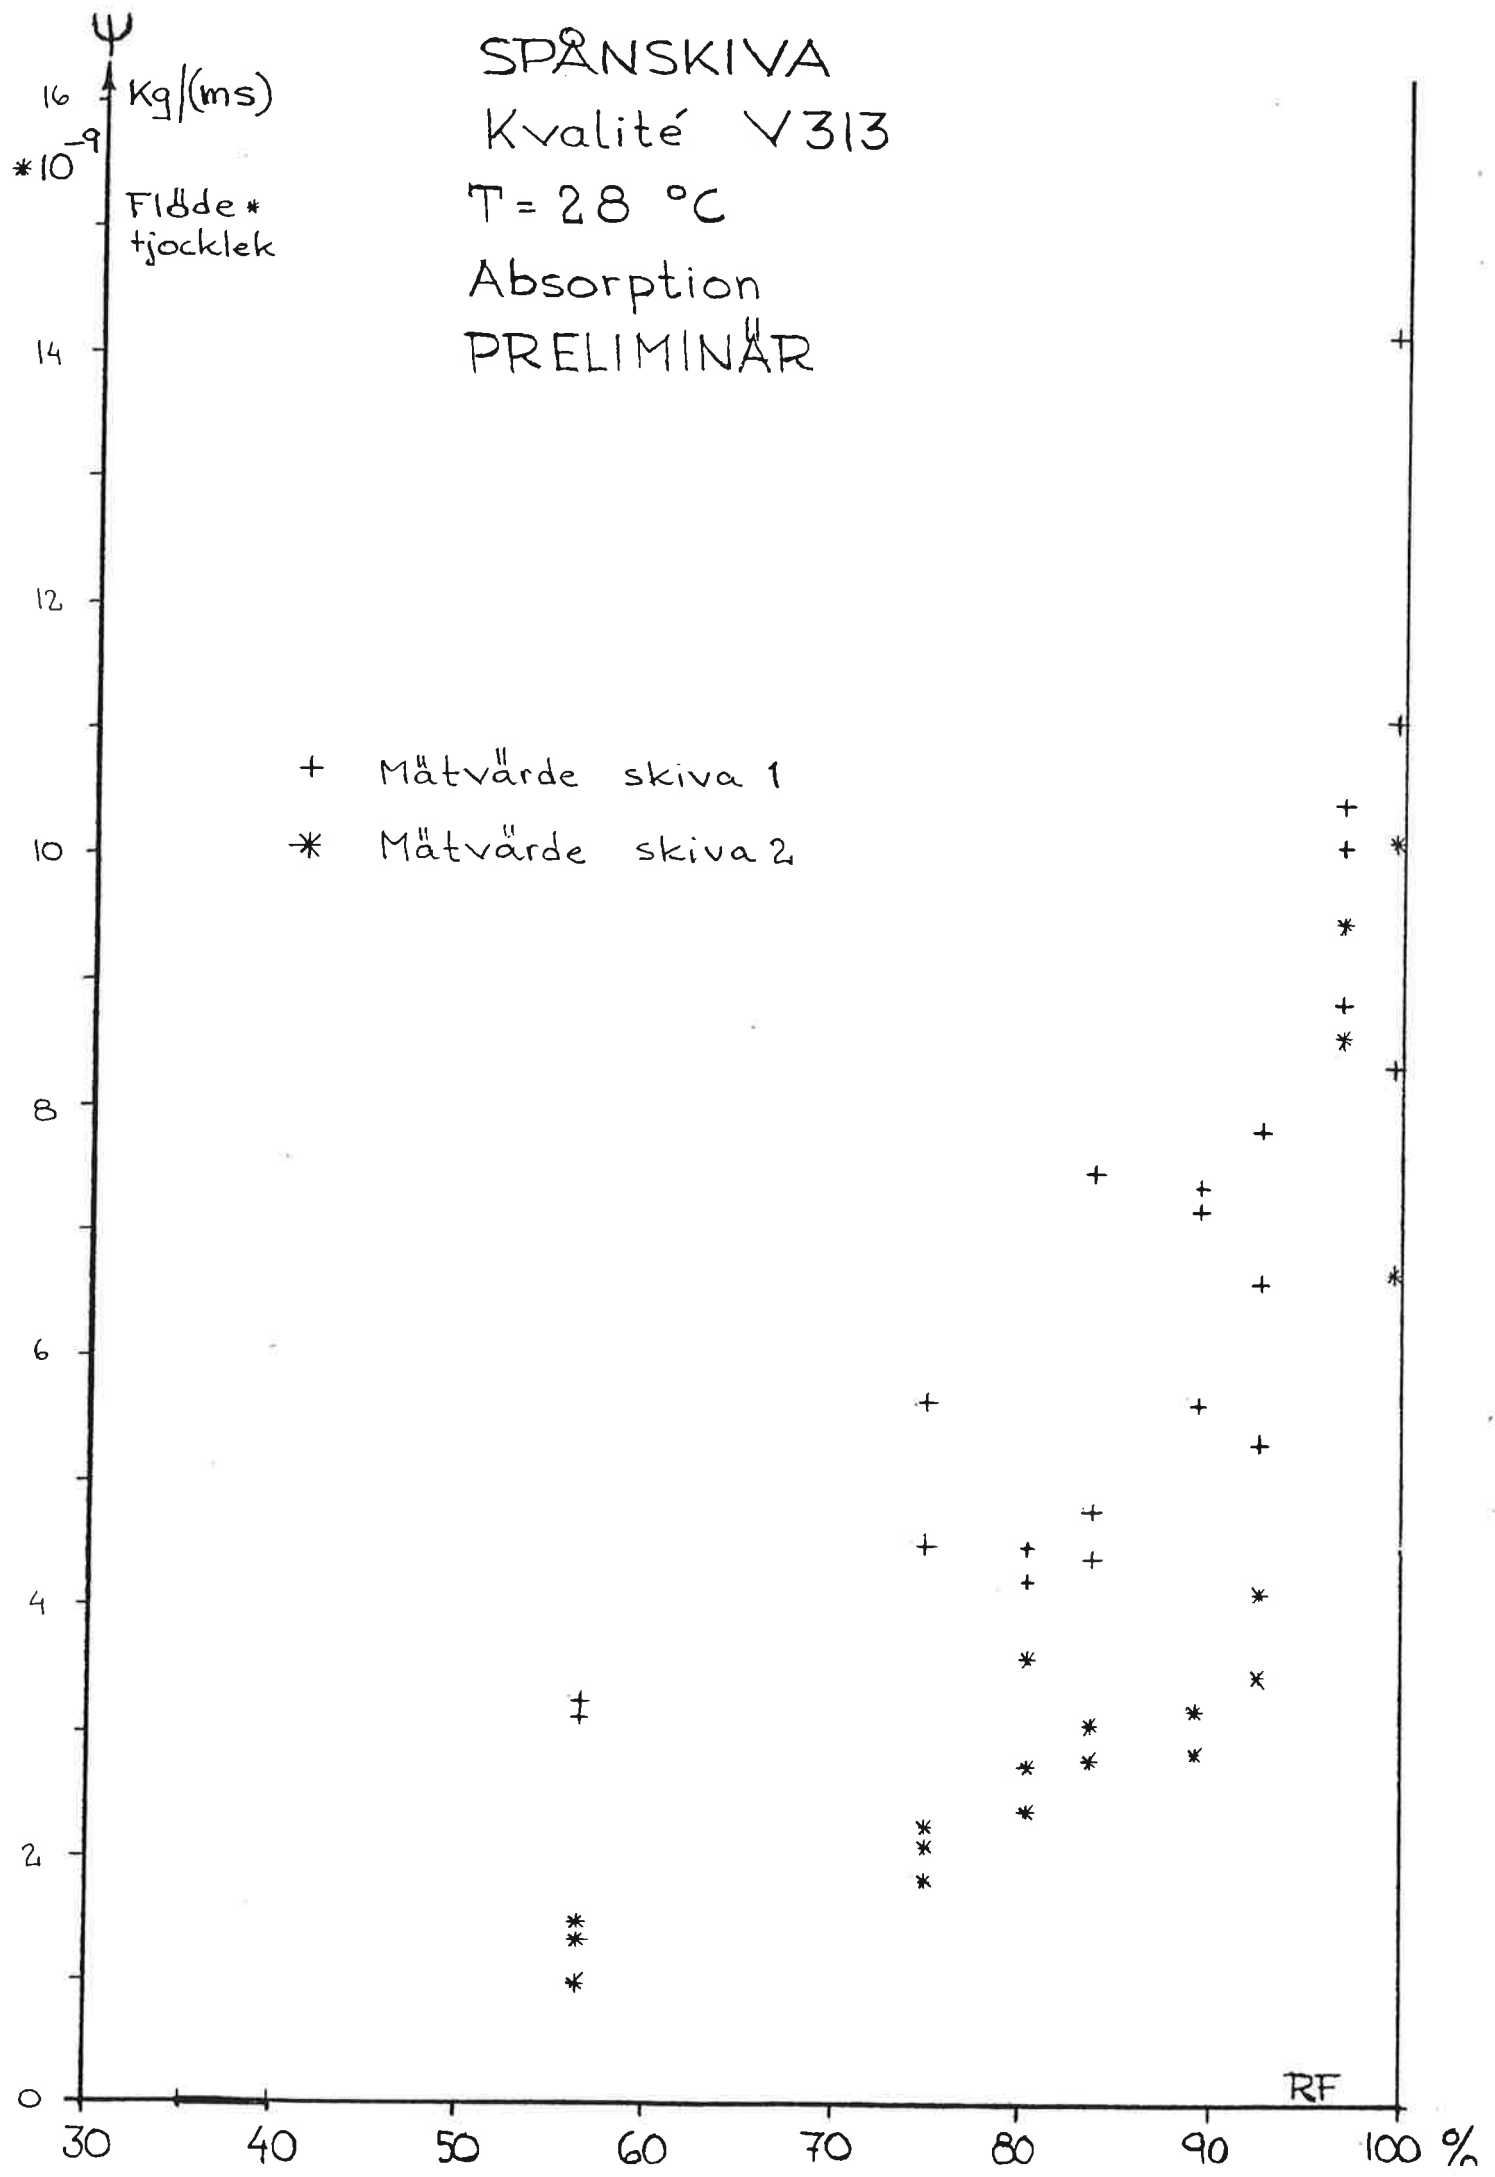 Ψ
Kg/(ms)
*10⁻⁹
Flöde*
tjocklek
SPÅNSKIVA
Kvalité V313
T = 28 °C
Absorption
PRELIMINÄR
+ Mätvärde skiva 1
* Mätvärde skiva 2
16
14
12
10
8
6
4
2
0
RF
30 40 50 60 70 80 90 100 %